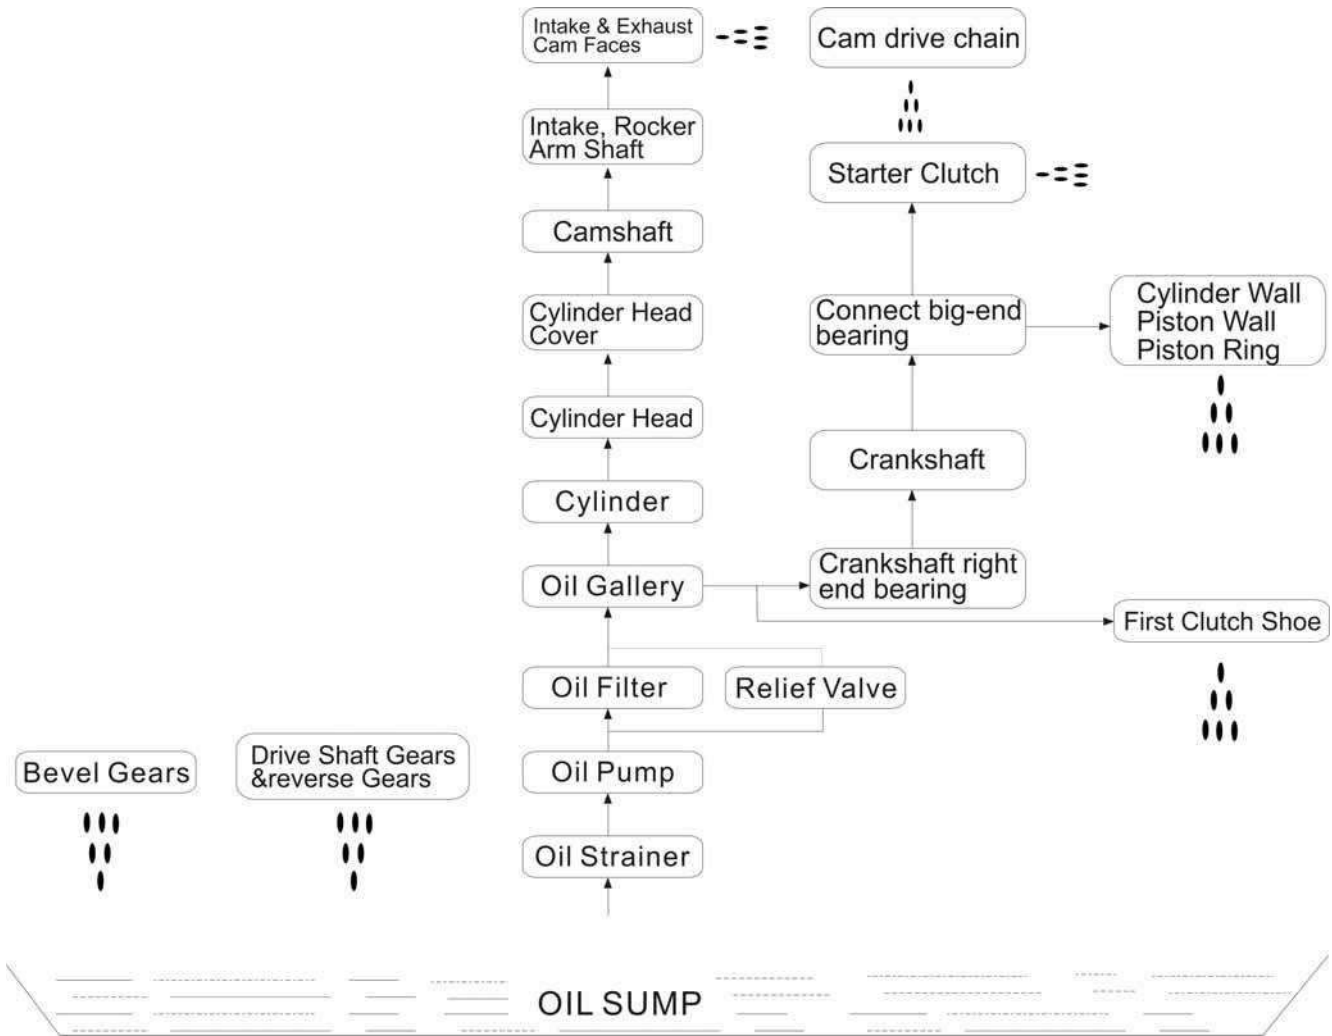 Intake & Exhaust
Cam Faces
Cam drive chain
Intake, Rocker
Arm Shaft
Starter Clutch
Camshaft
Cylinder Head
Cover
Connect big-end
bearing
Cylinder Wall
Piston Wall
Piston Ring
Cylinder Head
Crankshaft
Cylinder
Oil Gallery
Crankshaft right
end bearing
First Clutch Shoe
Oil Filter
Relief Valve
Bevel Gears
Drive Shaft Gears
&reverse Gears
Oil Pump
Oil Strainer
OIL SUMP